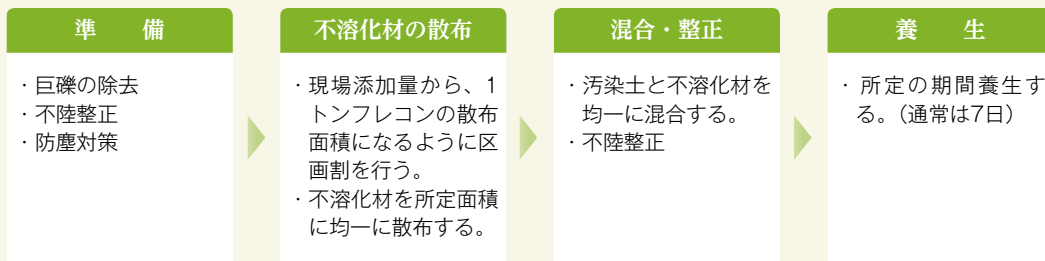 準 備
・巨礫の除去
・不陸整正
・防塵対策
不溶化材の散布
・現場添加量から、1
トンフレコンの散布
面積になるように区
画割を行う。
・不溶化材を所定面積
に均一に散布する。
混合・整正
・汚染土と不溶化材を
均一に混合する。
・不陸整正
養 生
・所定の期間養生す
る。（通常は7日）